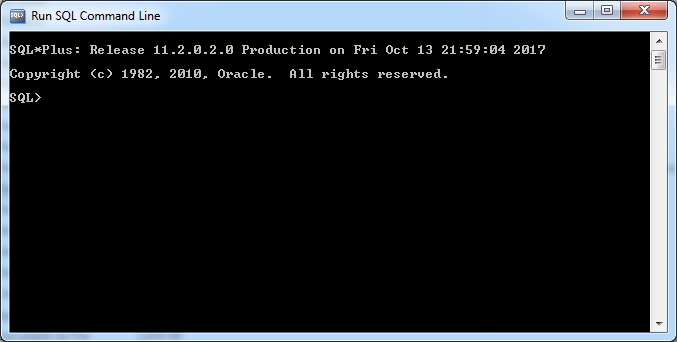 Run SQL Command Line
SQL*Plus: Release 11.2.0.2.0 Production on Fri Oct 13 21:59:04 2017
Copyright (c) 1982, 2010, Oracle.  All rights reserved.
SQL>